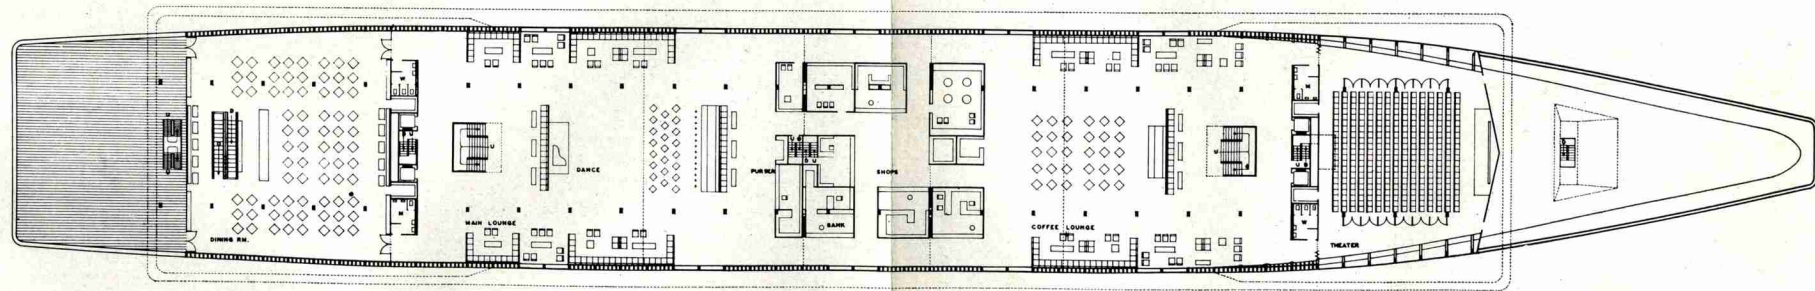 W
M
U
U
D
U
DANCE
PURSER
SHOPS
U
U
MAIN LOUNGE
BANK
COFFEE LOUNGE
M
W
DINING RM.
THEATER